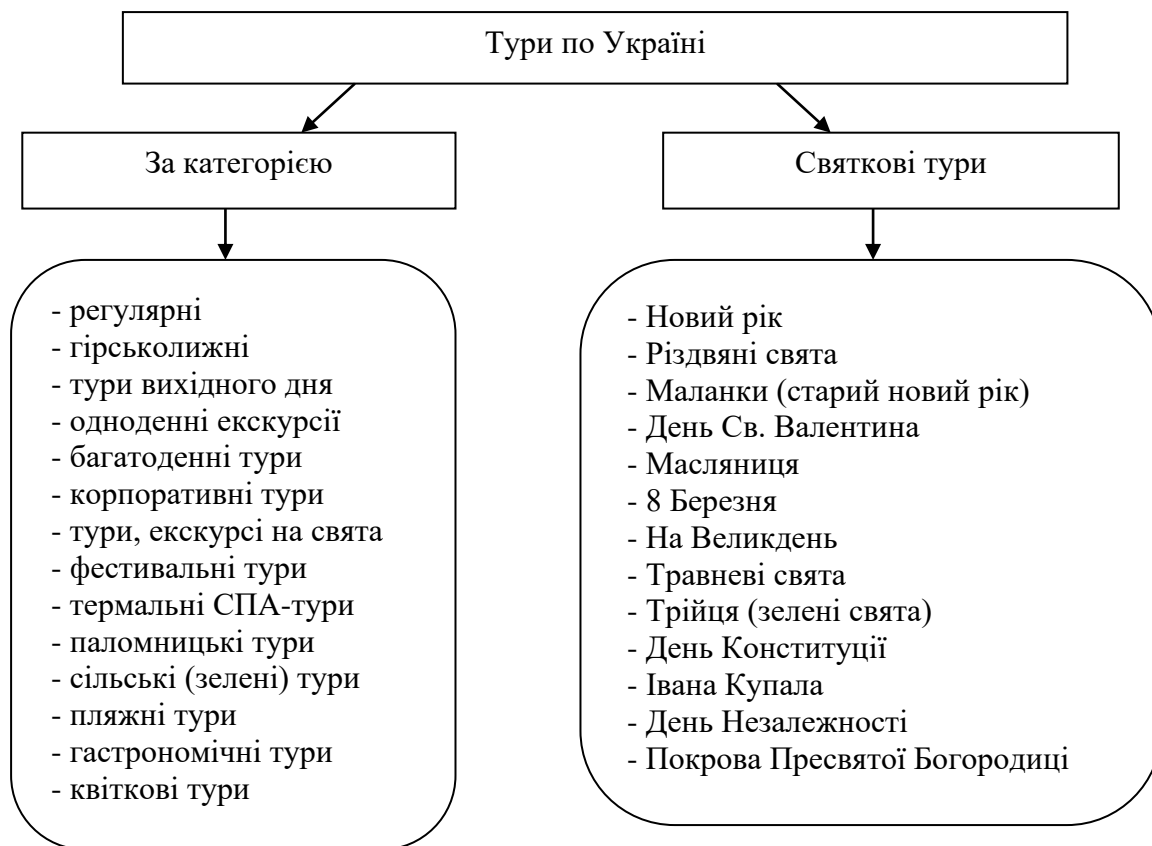 Тури по Україні
За категорією
- регулярні
- гірськолижні
- тури вихідного дня
- одноденні екскурсії
- багатоденні тури
- корпоративні тури
- тури, екскурсі на свята
- фестивальні тури
- термальні СПА-тури
- паломницькі тури
- сільські (зелені) тури
- пляжні тури
- гастрономічні тури
- квіткові тури
Святкові тури
- Новий рік
- Різдвяні свята
- Маланки (старий новий рік)
- День Св. Валентина
- Масляниця
- 8 Березня
- На Великдень
- Травневі свята
- Трійця (зелені свята)
- День Конституції
- Івана Купала
- День Незалежності
- Покрова Пресвятої Богородиці